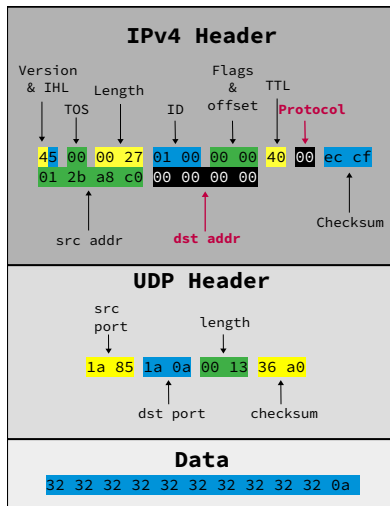 IPv4 Header
Version & IHL
TOS
Length
ID
Flags & offset
TTL
Protocol
45 00 00 27 01 00 00 00 40 00 ec cf
01 2b a8 c0 00 00 00 00
src addr
dst addr
Checksum
UDP Header
src port
length
1a 85 1a 0a 00 13 36 a0
dst port
checksum
Data
32 32 32 32 32 32 32 32 32 32 0a